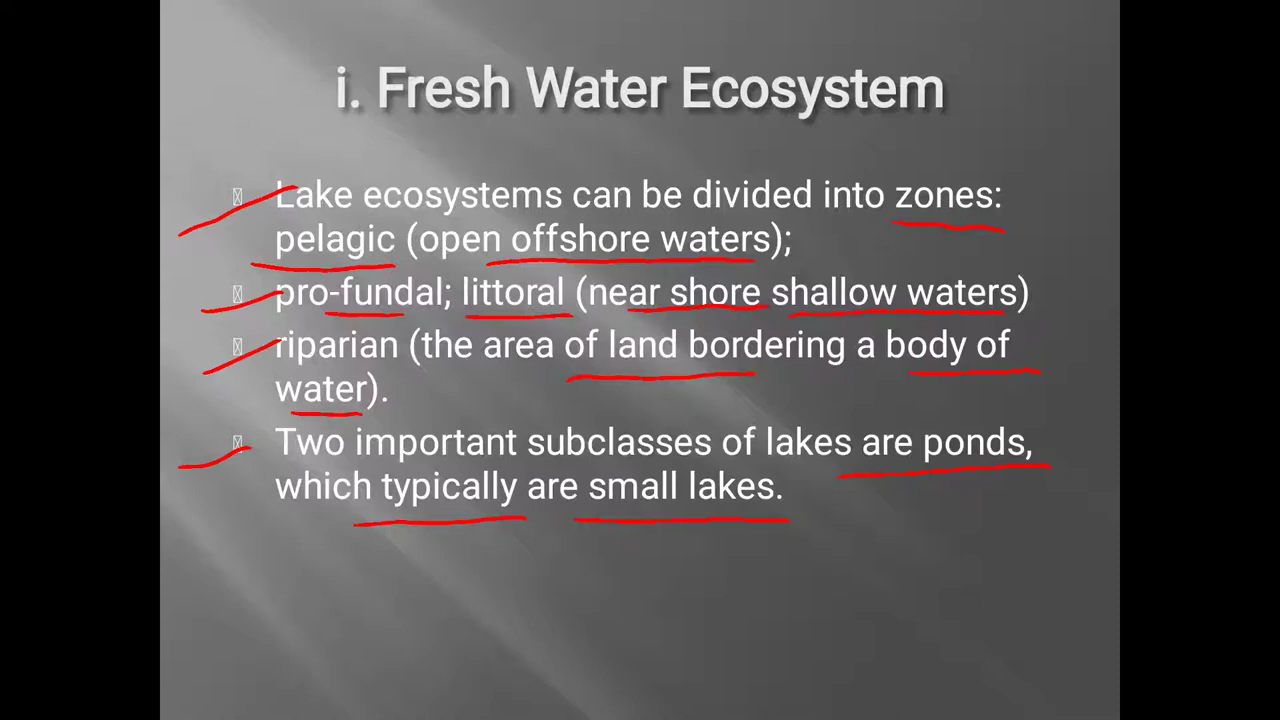 i. Fresh Water Ecosystem
Lake ecosystems can be divided into zones:
pelagic (open offshore waters);
pro-fundal; littoral (near shore shallow waters)
riparian (the area of land bordering a body of
water).
Two important subclasses of lakes are ponds,
which typically are small lakes.